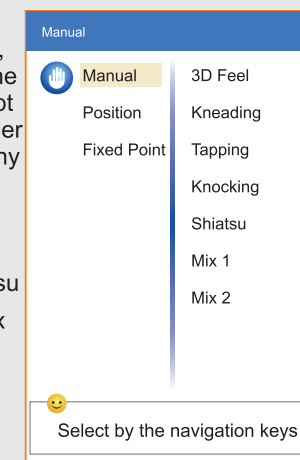 Manual
Manual
Position
Fixed Point
3D Feel
Kneading
Tapping
Knocking
Shiatsu
Mix 1
Mix 2
Select by the navigation keys